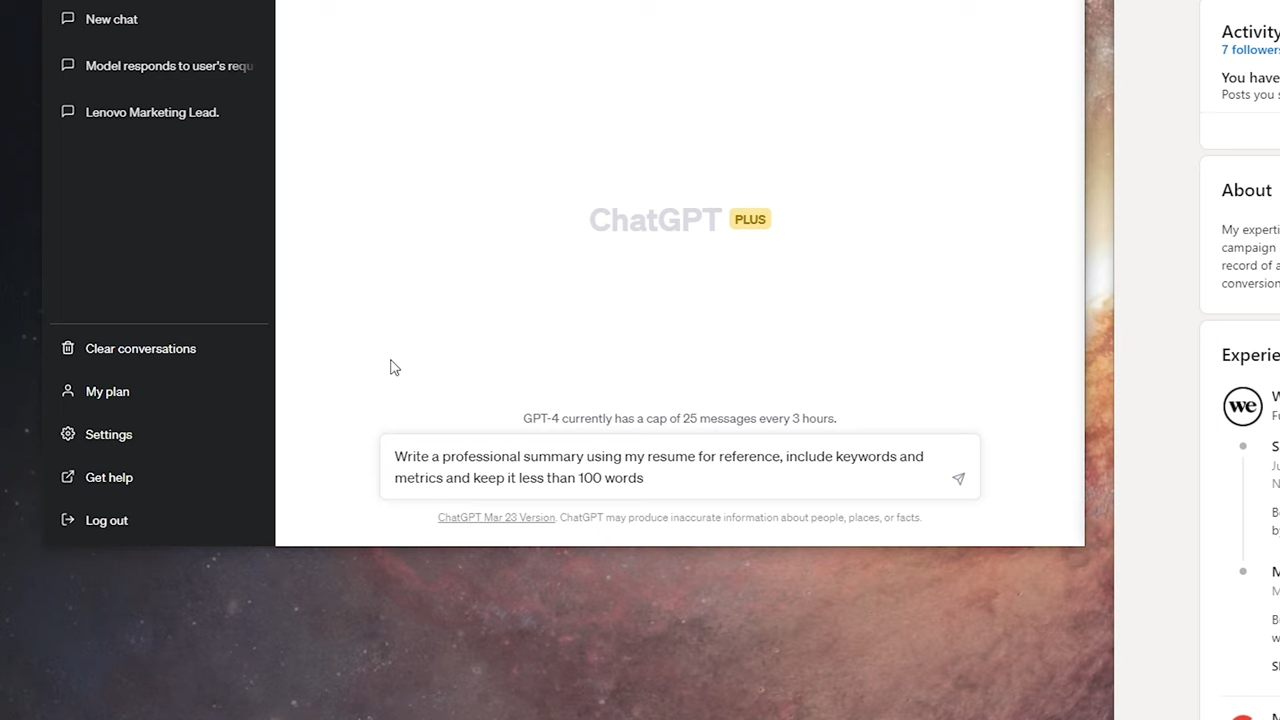 New chat
Model responds to user's requ
Lenovo Marketing Lead.
Clear conversations
My plan
Settings
Get help
Log out
ChatGPT PLUS
GPT-4 currently has a cap of 25 messages every 3 hours.
Write a professional summary using my resume for reference, include keywords and
metrics and keep it less than 100 words
ChatGPT Mar 23 Version. ChatGPT may produce inaccurate information about people, places, or facts.
Activity
7 followers
You have
Posts you s
About
My experti
campaign
record of a
conversion
Experie
we